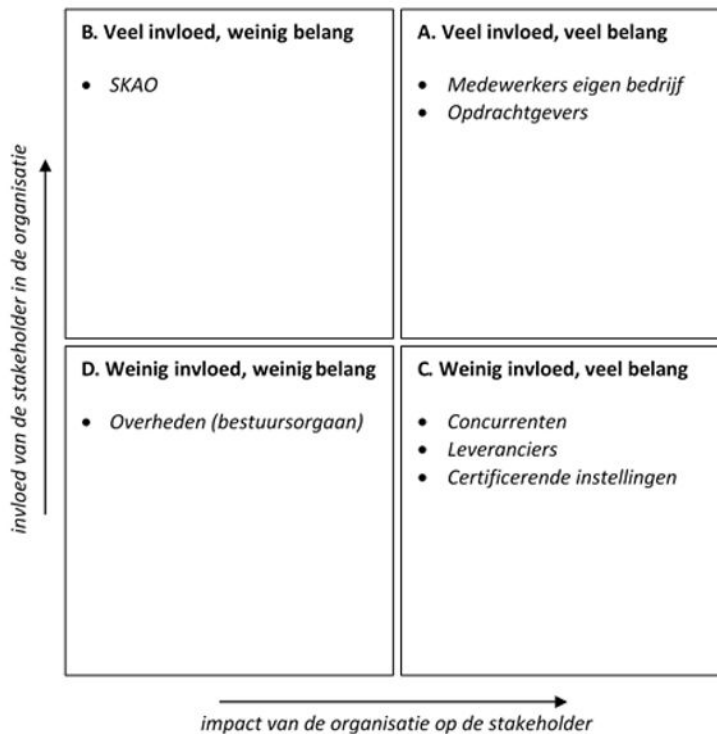 B. Veel invloed, weinig belang
• SKAO
A. Veel invloed, veel belang
• Medewerkers eigen bedrijf
• Opdrachtgevers
invloed van de stakeholder in de organisatie
D. Weinig invloed, weinig belang
• Overheden (bestuursorgaan)
C. Weinig invloed, veel belang
• Concurrenten
• Leveranciers
• Certificerende instellingen
impact van de organisatie op de stakeholder